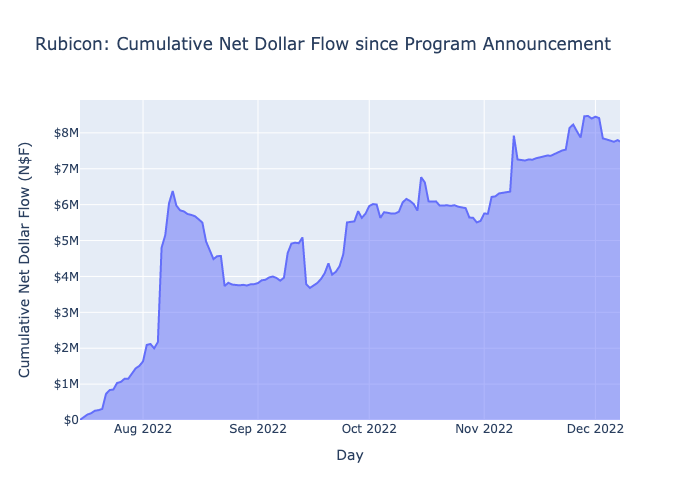 Rubicon: Cumulative Net Dollar Flow since Program Announcement
Cumulative Net Dollar Flow (N$F)
$8M
$7M
$6M
$5M
$4M
$3M
$2M
$1M
$0
Aug 2022 Sep 2022 Oct 2022 Nov 2022 Dec 2022
Day